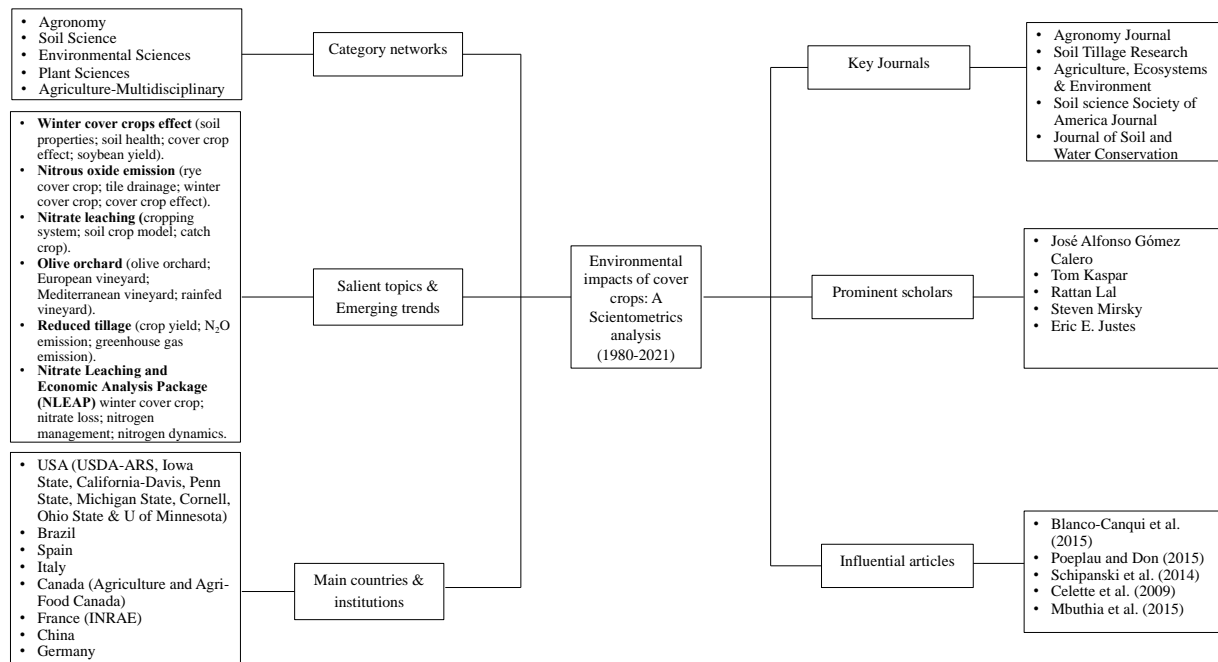 • Agronomy
• Soil Science
• Environmental Sciences
• Plant Sciences
• Agriculture-Multidisciplinary
Category networks
• Winter cover crops effect (soil
properties; soil health; cover crop
effect; soybean yield).
• Nitrous oxide emission (rye
cover crop; tile drainage; winter
cover crop; cover crop effect).
• Nitrate leaching (cropping
system; soil crop model; catch
crop).
• Olive orchard (olive orchard;
European vineyard;
Mediterranean vineyard; rainfed
vineyard).
• Reduced tillage (crop yield; N₂O
emission; greenhouse gas
emission).
• Nitrate Leaching and
Economic Analysis Package
(NLEAP) winter cover crop;
nitrate loss; nitrogen
management; nitrogen dynamics.
Salient topics &
Emerging trends
• USA (USDA-ARS, Iowa
State, California-Davis, Penn
State, Michigan State, Cornell,
Ohio State & U of Minnesota)
• Brazil
• Spain
• Italy
• Canada (Agriculture and Agri-
Food Canada)
• France (INRAE)
• China
• Germany
Main countries &
institutions
Environmental
impacts of cover
crops: A
Scientometrics
analysis
(1980-2021)
Key Journals
• Agronomy Journal
• Soil Tillage Research
• Agriculture, Ecosystems
& Environment
• Soil science Society of
America Journal
• Journal of Soil and
Water Conservation
Prominent scholars
• José Alfonso Gómez
Calero
• Tom Kaspar
• Rattan Lal
• Steven Mirsky
• Eric E. Justes
Influential articles
• Blanco-Canqui et al.
(2015)
• Poeplau and Don (2015)
• Schipanski et al. (2014)
• Celette et al. (2009)
• Mbuthia et al. (2015)